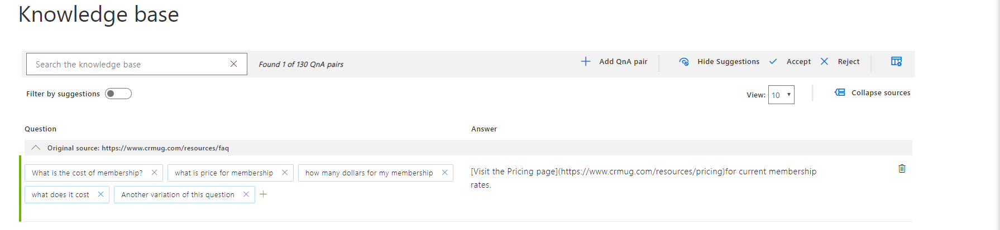 Knowledge base
Search the knowledge base
Found 1 of 130 QnA pairs
Add QnA pair
Hide Suggestions
Accept
Reject
Filter by suggestions
View: 10
Collapse sources
Question
Answer
Original source: https://www.crmug.com/resources/faq
What is the cost of membership?
what is price for membership
how many dollars for my membership
what does it cost
Another variation of this question
[Visit the Pricing page](https://www.crmug.com/resources/pricing)for current membership
rates.